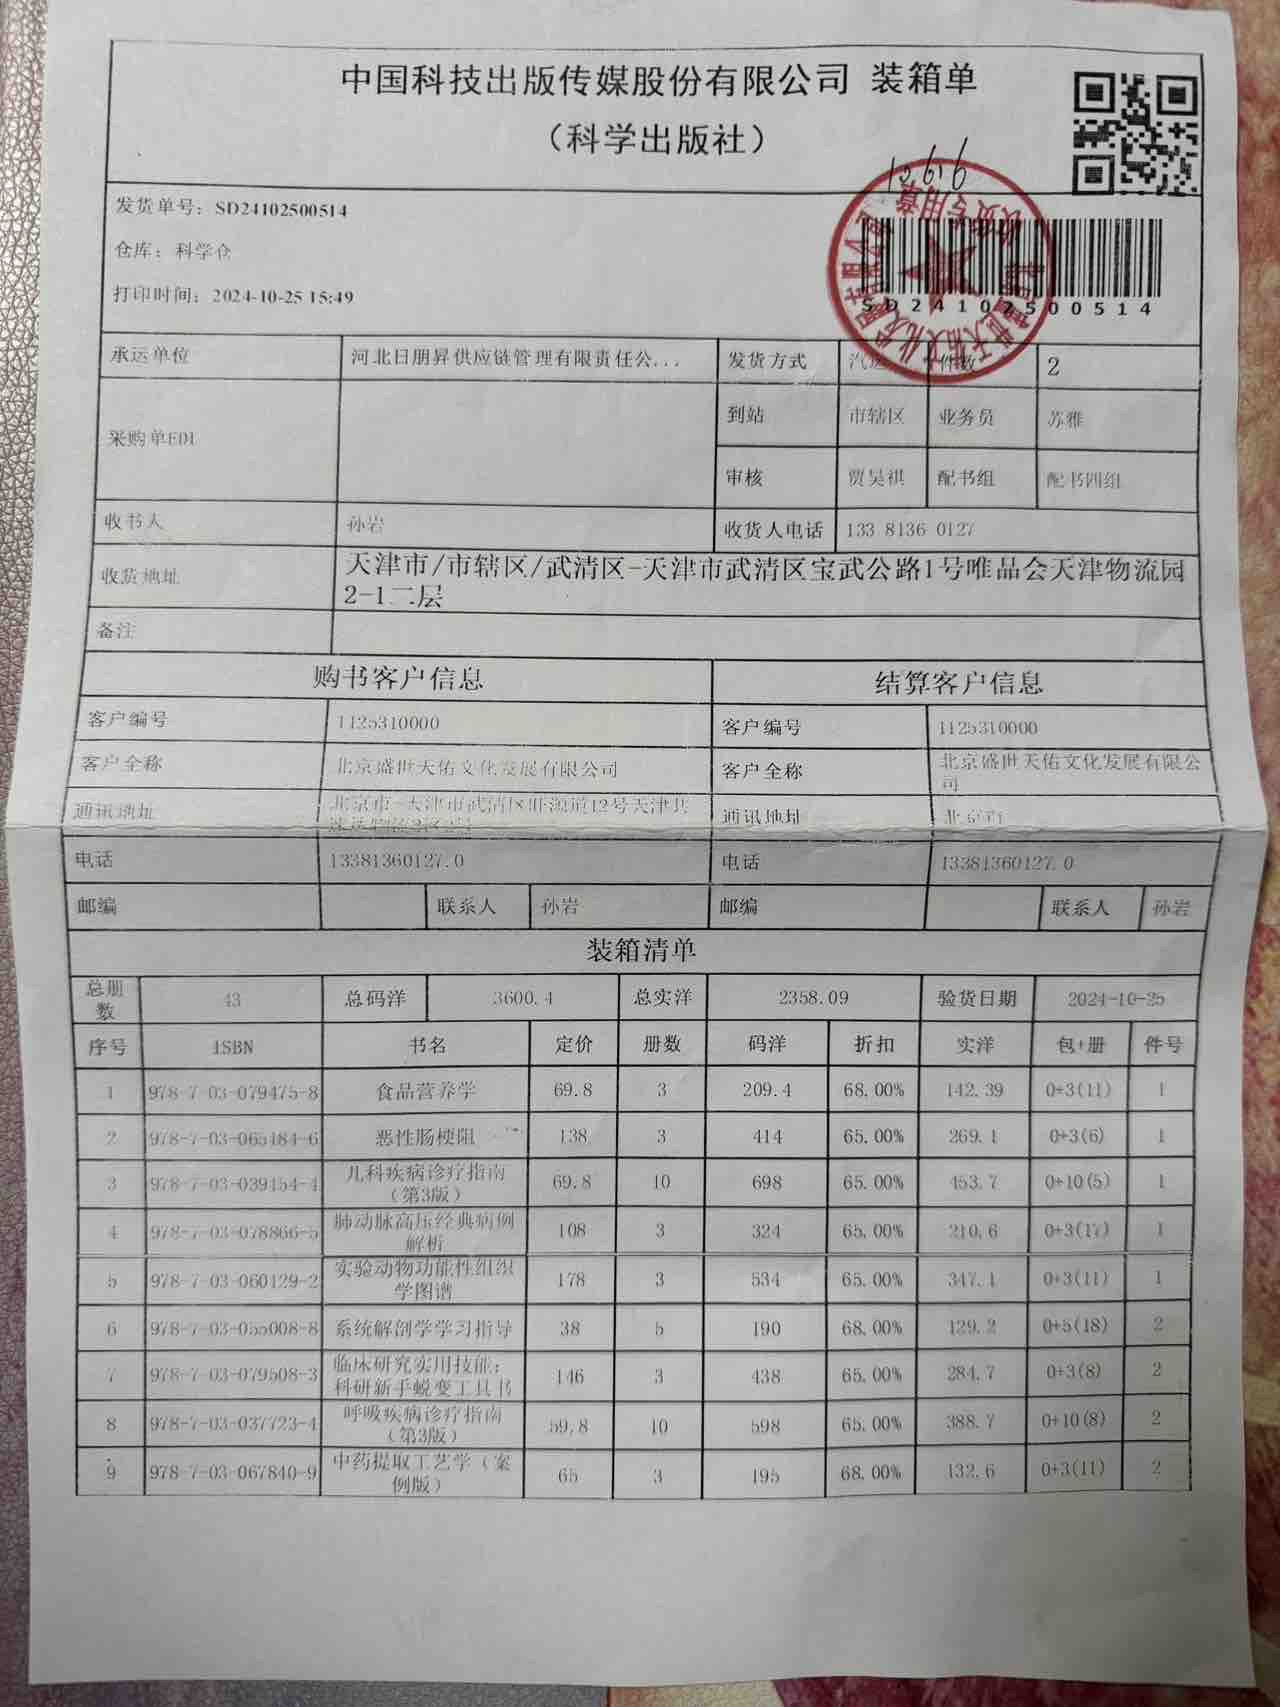 中国科技出版传媒股份有限公司 装箱单
（科学出版社）
发货单号：SD24102500514
仓库：科学仓
打印时间：2024-10-25 15:49
SD24102500514
承运单位 河北日朋昇供应链管理有限责任公... 发货方式 件数 2
采购单EDI 到站 市辖区 业务员 苏雅
审核 贾昊祺 配书组 配书四组
收书人 孙岩 收货人电话 133 8136 0127
收货地址 天津市/市辖区/武清区-天津市武清区宝武公路1号唯品会天津物流园
2-1二层
备注
购书客户信息 结算客户信息
客户编号 1125310000 客户编号 1125310000
客户全称 北京盛世天佑文化发展有限公司 客户全称 北京盛世天佑文化发展有限公
司
通讯地址 通讯地址
电话 13381360127.0 电话 13381360127.0
邮编 联系人 孙岩 邮编 联系人 孙岩
装箱清单
总册数 43 总码洋 3600.4 总实洋 2358.09 验货日期 2024-10-25
序号 ISBN 书名 定价 册数 码洋 折扣 实洋 包+册 件号
1 978-7-03-079475-8 食品营养学 69.8 3 209.4 68.00% 142.39 0+3(11) 1
2 978-7-03-065484-6 恶性肠梗阻 138 3 414 65.00% 269.1 0+3(6) 1
3 978-7-03-039454-4 儿科疾病诊疗指南（第3版） 69.8 10 698 65.00% 453.7 0+10(5) 1
4 978-7-03-078866-5 肺动脉高压经典病例解析 108 3 324 65.00% 210.6 0+3(17) 1
5 978-7-03-060129-2 实验动物功能性组织学图谱 178 3 534 65.00% 347.1 0+3(11) 1
6 978-7-03-055008-8 系统解剖学学习指导 38 5 190 68.00% 129.2 0+5(18) 2
7 978-7-03-079508-3 临床研究实用技能：科研新手蜕变工具书 146 3 438 65.00% 284.7 0+3(8) 2
8 978-7-03-037723-4 呼吸疾病诊疗指南（第3版） 59.8 10 598 65.00% 388.7 0+10(8) 2
9 978-7-03-067840-9 中药提取工艺学（案例版） 65 3 195 68.00% 132.6 0+3(11) 2